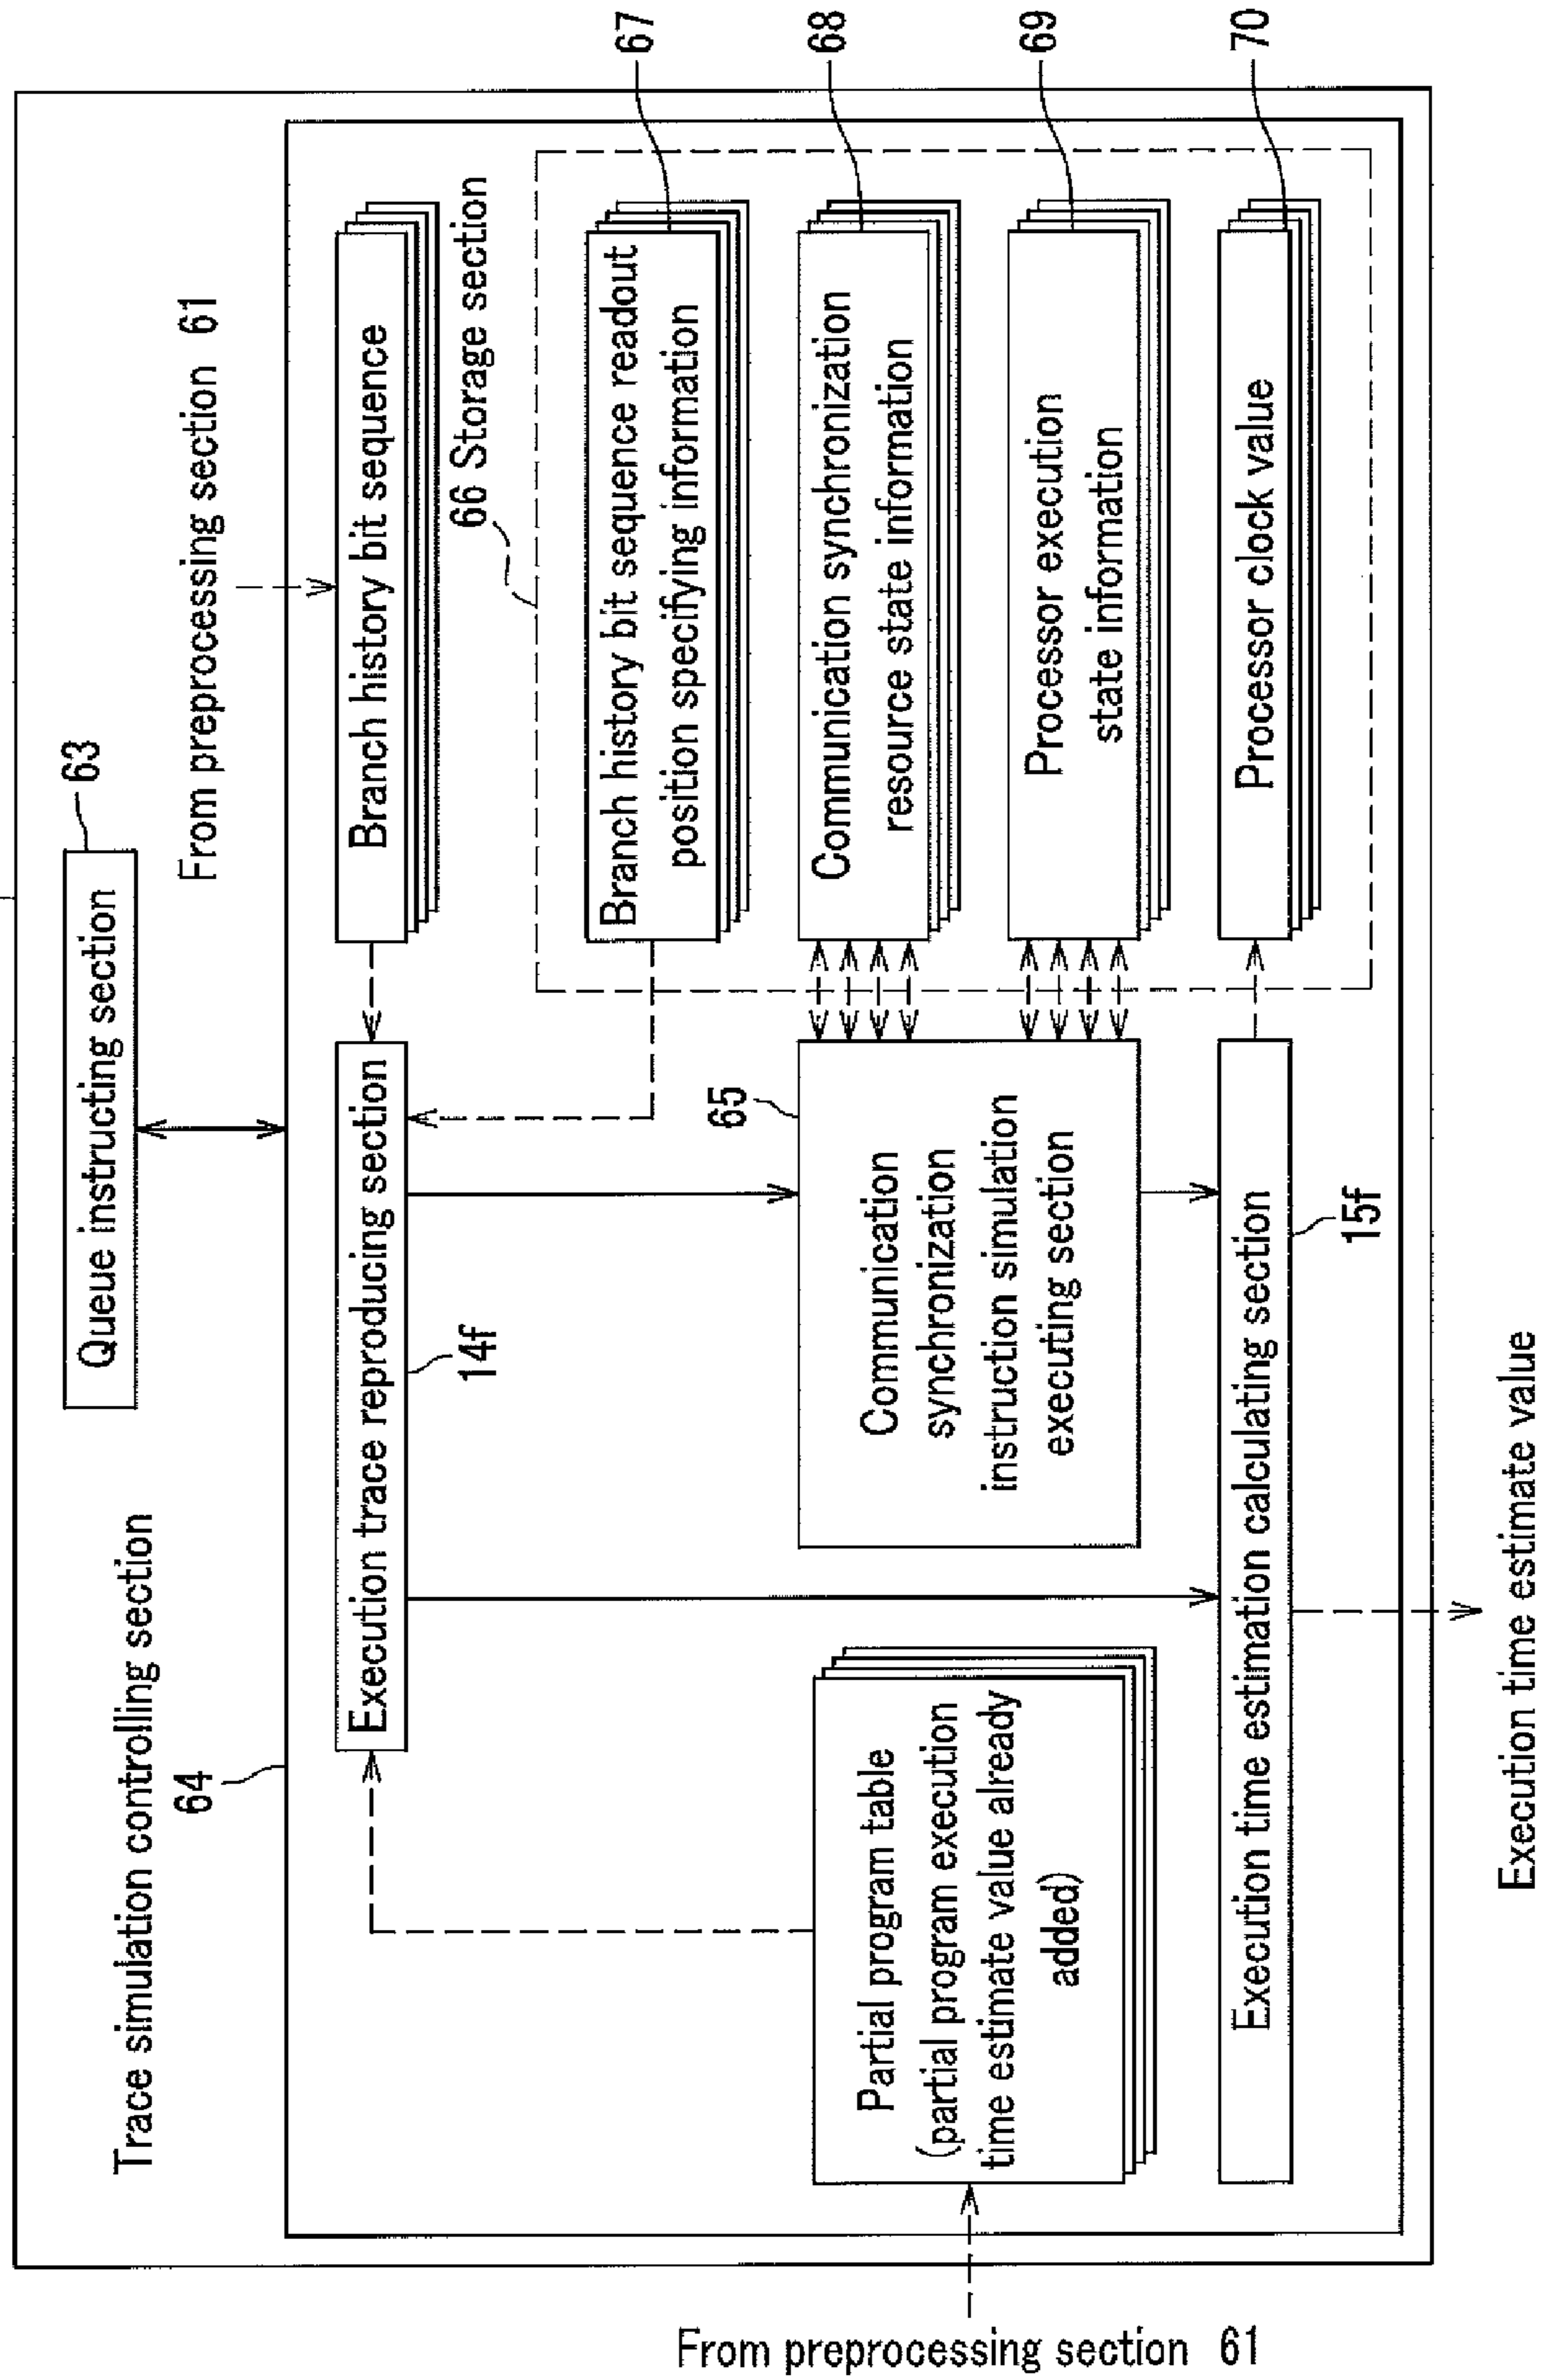 Queue instructing section
63
Trace simulation controlling section
64
From preprocessing section 61
Execution trace reproducing section
14f
Branch history bit sequence
66 Storage section
Branch history bit sequence readout
position specifying information
67
Partial program table
(partial program execution
time estimate value already
added)
65
Communication
synchronization
instruction simulation
executing section
Communication synchronization
resource state information
68
Processor execution
state information
69
From preprocessing section 61
Execution time estimation calculating section
15f
Processor clock value
70
Execution time estimate value